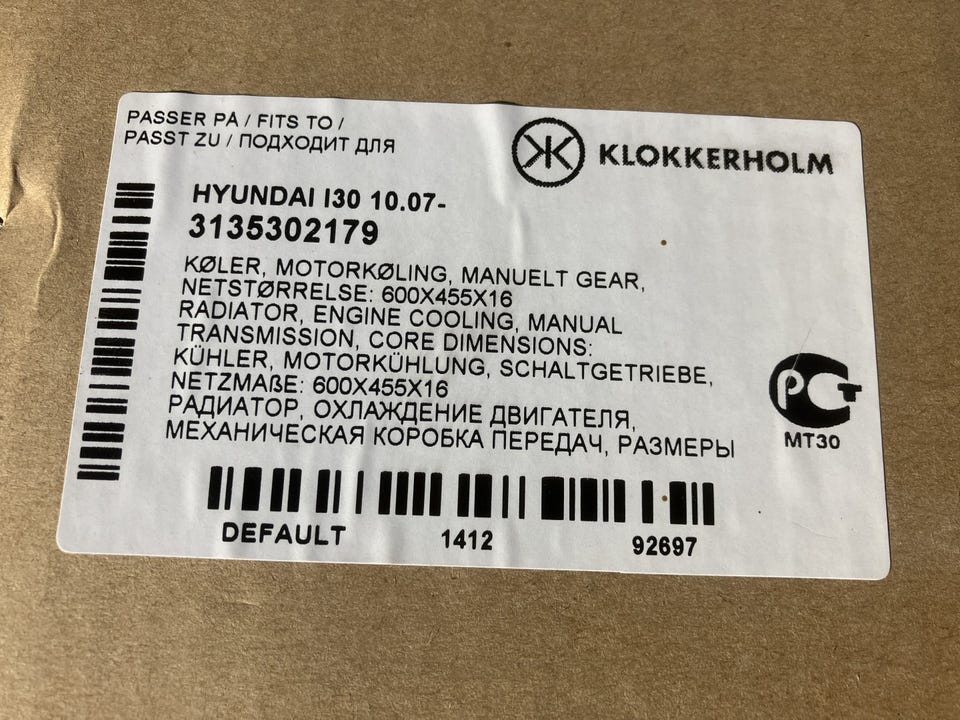 PASSER PÅ / FITS TO /
PASST ZU / ПОДХОДИТ ДЛЯ
KLOKKERHOLM
HYUNDAI I30 10.07-
3135302179
KØLER, MOTORKØLING, MANUELT GEAR,
NETSTØRRELSE: 600X455X16
RADIATOR, ENGINE COOLING, MANUAL
TRANSMISSION, CORE DIMENSIONS:
KÜHLER, MOTORKÜHLUNG, SCHALTGETRIEBE,
NETZMAßE: 600X455X16
РАДИАТОР, ОХЛАЖДЕНИЕ ДВИГАТЕЛЯ,
МЕХАНИЧЕСКАЯ КОРОБКА ПЕРЕДАЧ, РАЗМЕРЫ
РСТ
MT30
DEFAULT 1412 92697